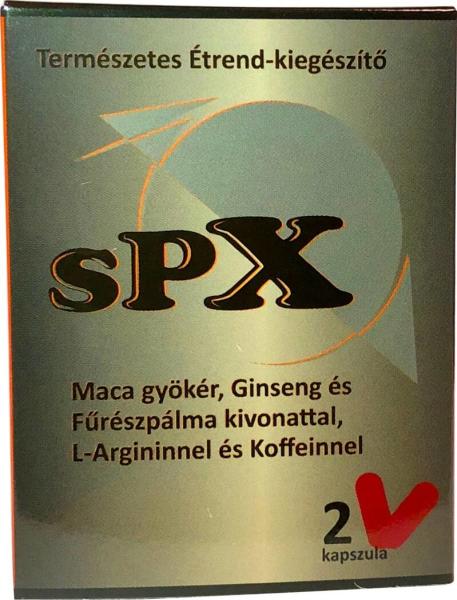 Természetes Étrend-kiegészítő
SPX
Maca gyökér, Ginseng és
Fűrészpálma kivonattal,
L-Argininnel és Koffeinnel
2
kapszula